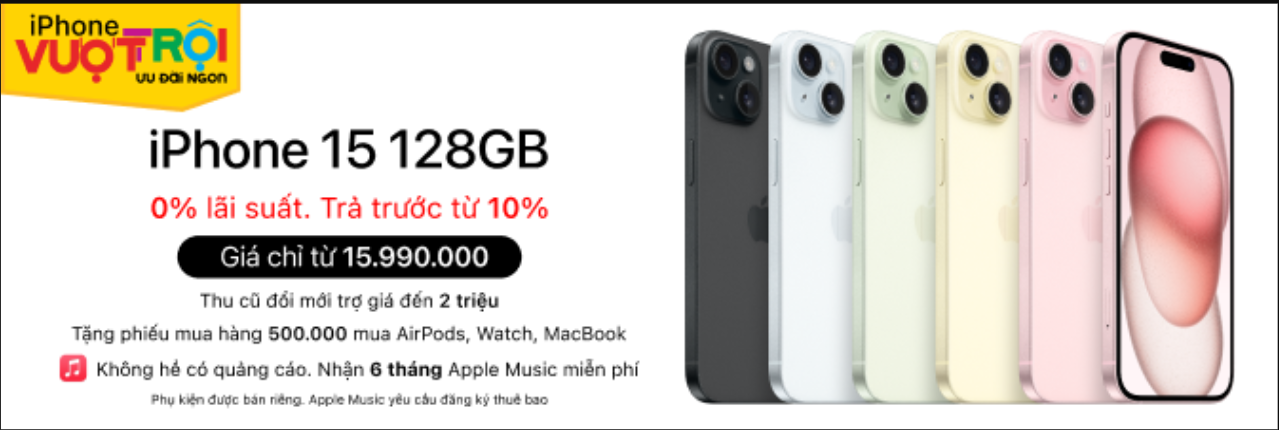 iPhone
VƯỢT TRỘI
ƯU ĐÃI NGON
iPhone 15 128GB
0% lãi suất. Trả trước từ 10%
Giá chỉ từ 15.990.000
Thu cũ đổi mới trợ giá đến 2 triệu
Tặng phiếu mua hàng 500.000 mua AirPods, Watch, MacBook
Không hề có quảng cáo. Nhận 6 tháng Apple Music miễn phí
Phụ kiện được bán riêng. Apple Music yêu cầu đăng ký thuê bao